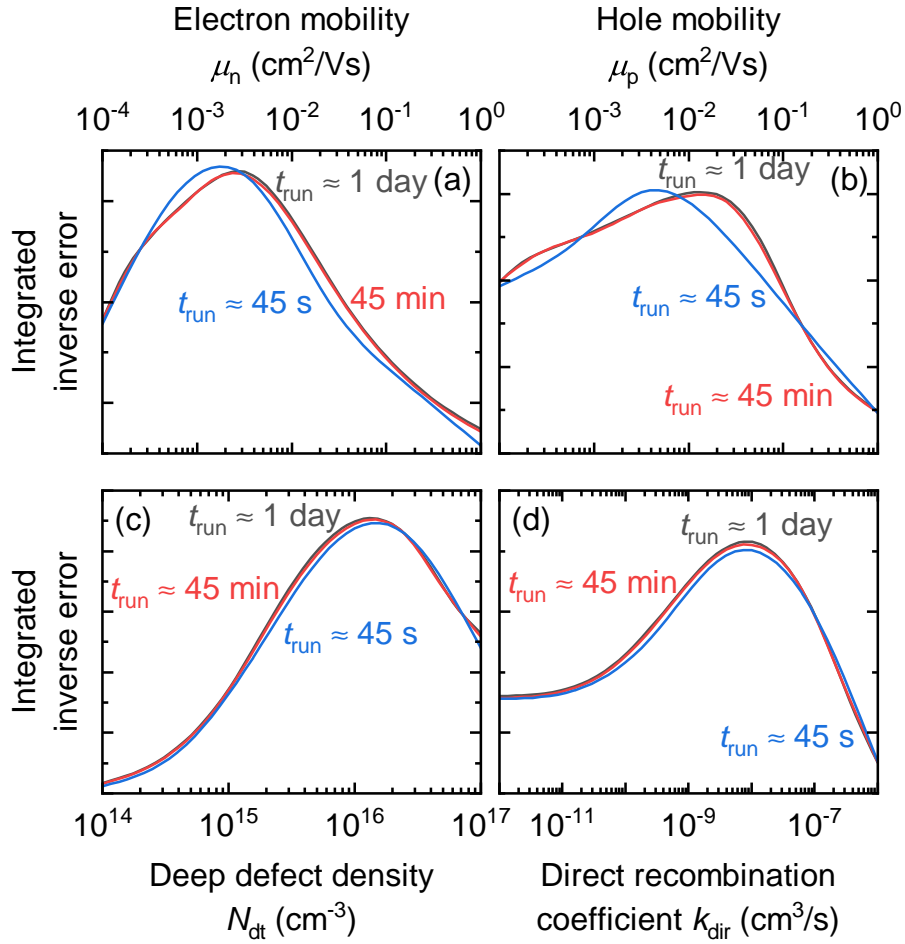 Electron mobility
μn (cm2/Vs)
Hole mobility
μp (cm2/Vs)
10-4 10-3 10-2 10-1 100
10-4 10-3 10-2 10-1 100
(a)
trun ≈ 1 day
trun ≈ 45 s
45 min
Integrated
inverse error
(b)
trun ≈ 1 day
trun ≈ 45 s
trun ≈ 45 min
(c)
trun ≈ 1 day
trun ≈ 45 min
trun ≈ 45 s
Integrated
inverse error
(d)
trun ≈ 1 day
trun ≈ 45 min
trun ≈ 45 s
1014 1015 1016 1017
10-11 10-9 10-7
Deep defect density
Ndt (cm-3)
Direct recombination
coefficient kdir (cm3/s)